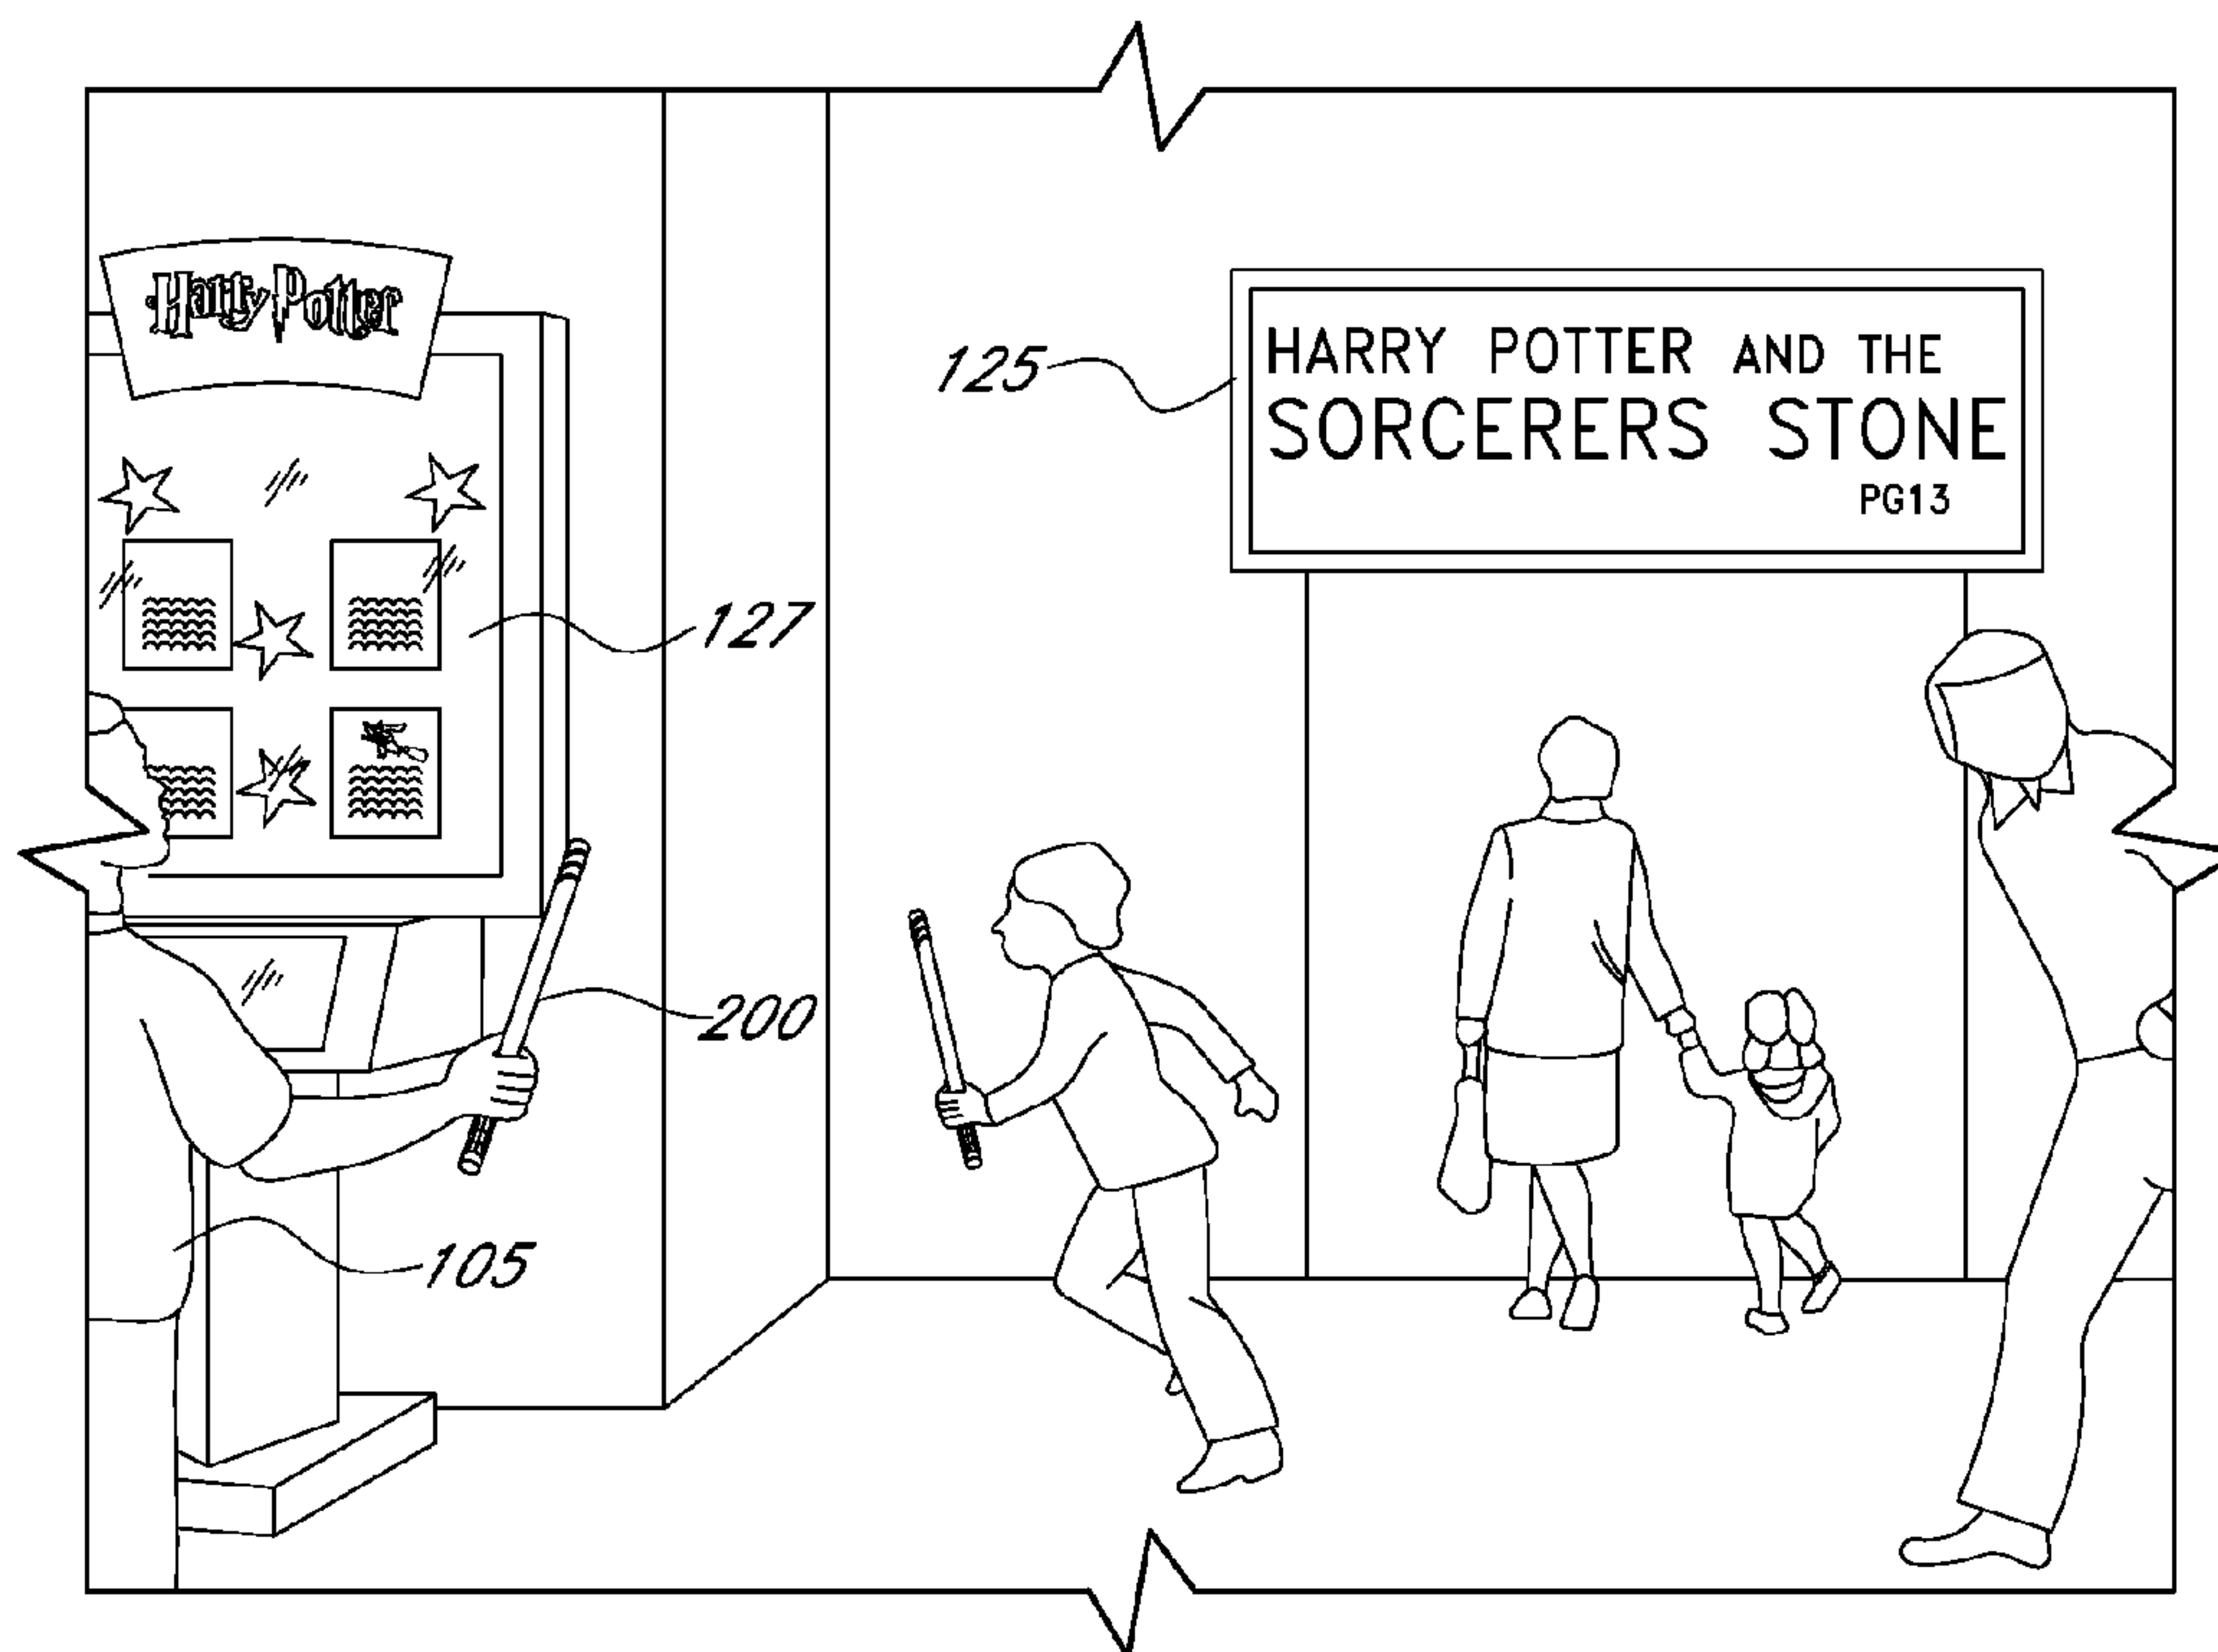 Harry Potter
125
HARRY POTTER AND THE
SORCERERS STONE
PG13
127
200
105